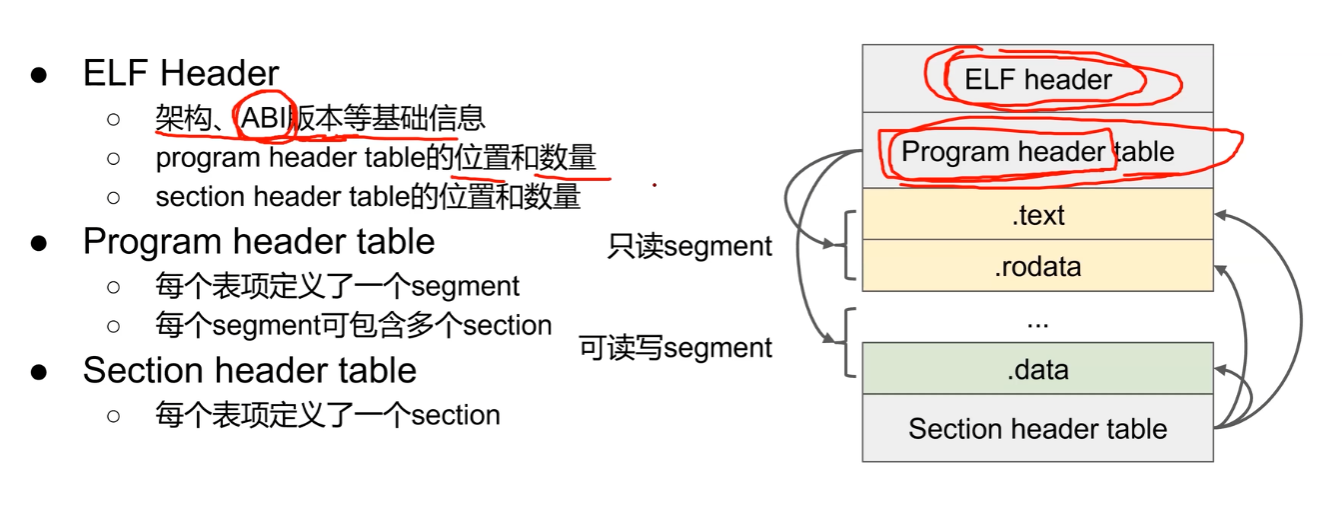 ● ELF Header
○ 架构、ABI版本等基础信息
○ program header table的位置和数量
○ section header table的位置和数量
● Program header table
○ 每个表项定义了一个segment
○ 每个segment可包含多个section
● Section header table
○ 每个表项定义了一个section
ELF header
Program header table
.text
只读segment
.rodata
...
可读写segment
.data
Section header table